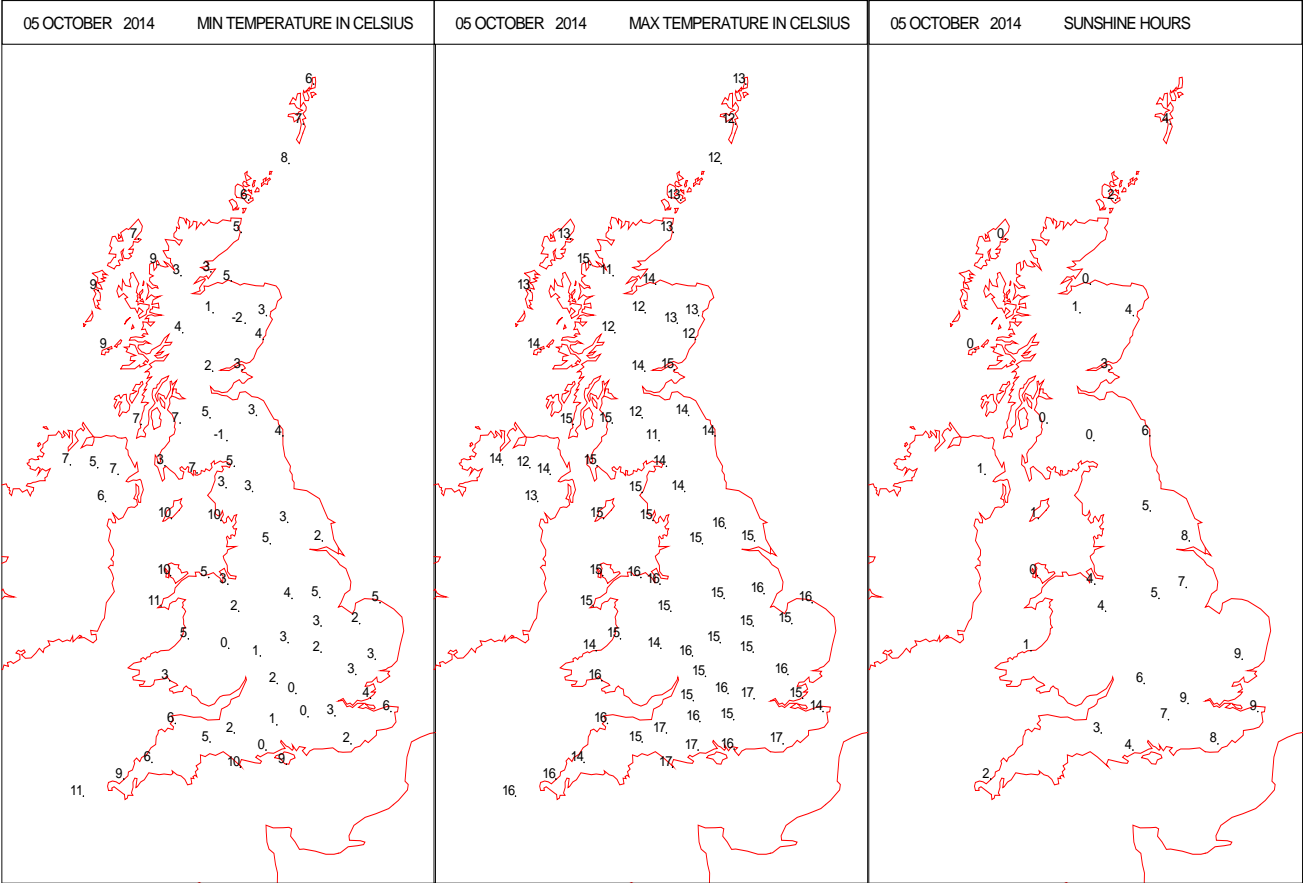 05 OCTOBER 2014 MIN TEMPERATURE IN CELSIUS
6
7
8
6
5
7
9
3 3
5
9
1 -2 3
4 4
9
2 3
7 7 5 3
-1 4
7 5 7 3 7 5
6 3 3
10 10 3
5 2
10 5 3
11 2 4 5 5
3 2
5 0 1 3 2 3
3 2 0 3 4
6 1 0 3 6
5 2 0 2
6 10 9
9
11
05 OCTOBER 2014 MAX TEMPERATURE IN CELSIUS
13
12
12
13
13
13
15 11
14
13
12 13 13
12 12
14
14 15
15 15 12 14
11 14
14 12 14 15 14
13 15 14
15 15 16
15 15
15 16 16
15 15 15 16 16
15 15
14 15 14 16 15 15
16 15 16
15 16 17 15
16 16 15 14
15 17 16 17
14 17
16
16
05 OCTOBER 2014 SUNSHINE HOURS
4
2
0
0
1 4
0
3
0 0 6
1
1 5
8
0 4 7
4 5
1 9
6
9 9
3 7 8
4
2